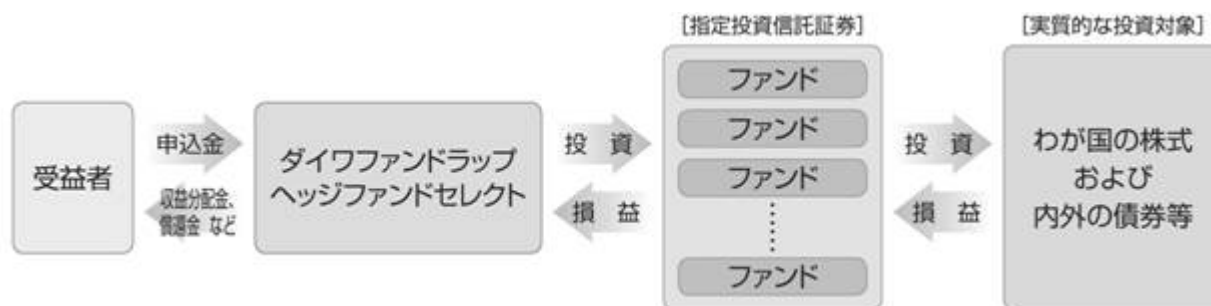 [指定投資信託証券]
[実質的な投資対象]
受益者
申込金
収益分配金、
償還金 など
ダイワファンドラップ
ヘッジファンドセレクト
投 資
損 益
ファンド
ファンド
ファンド
ファンド
投 資
損 益
わが国の株式
および
内外の債券等